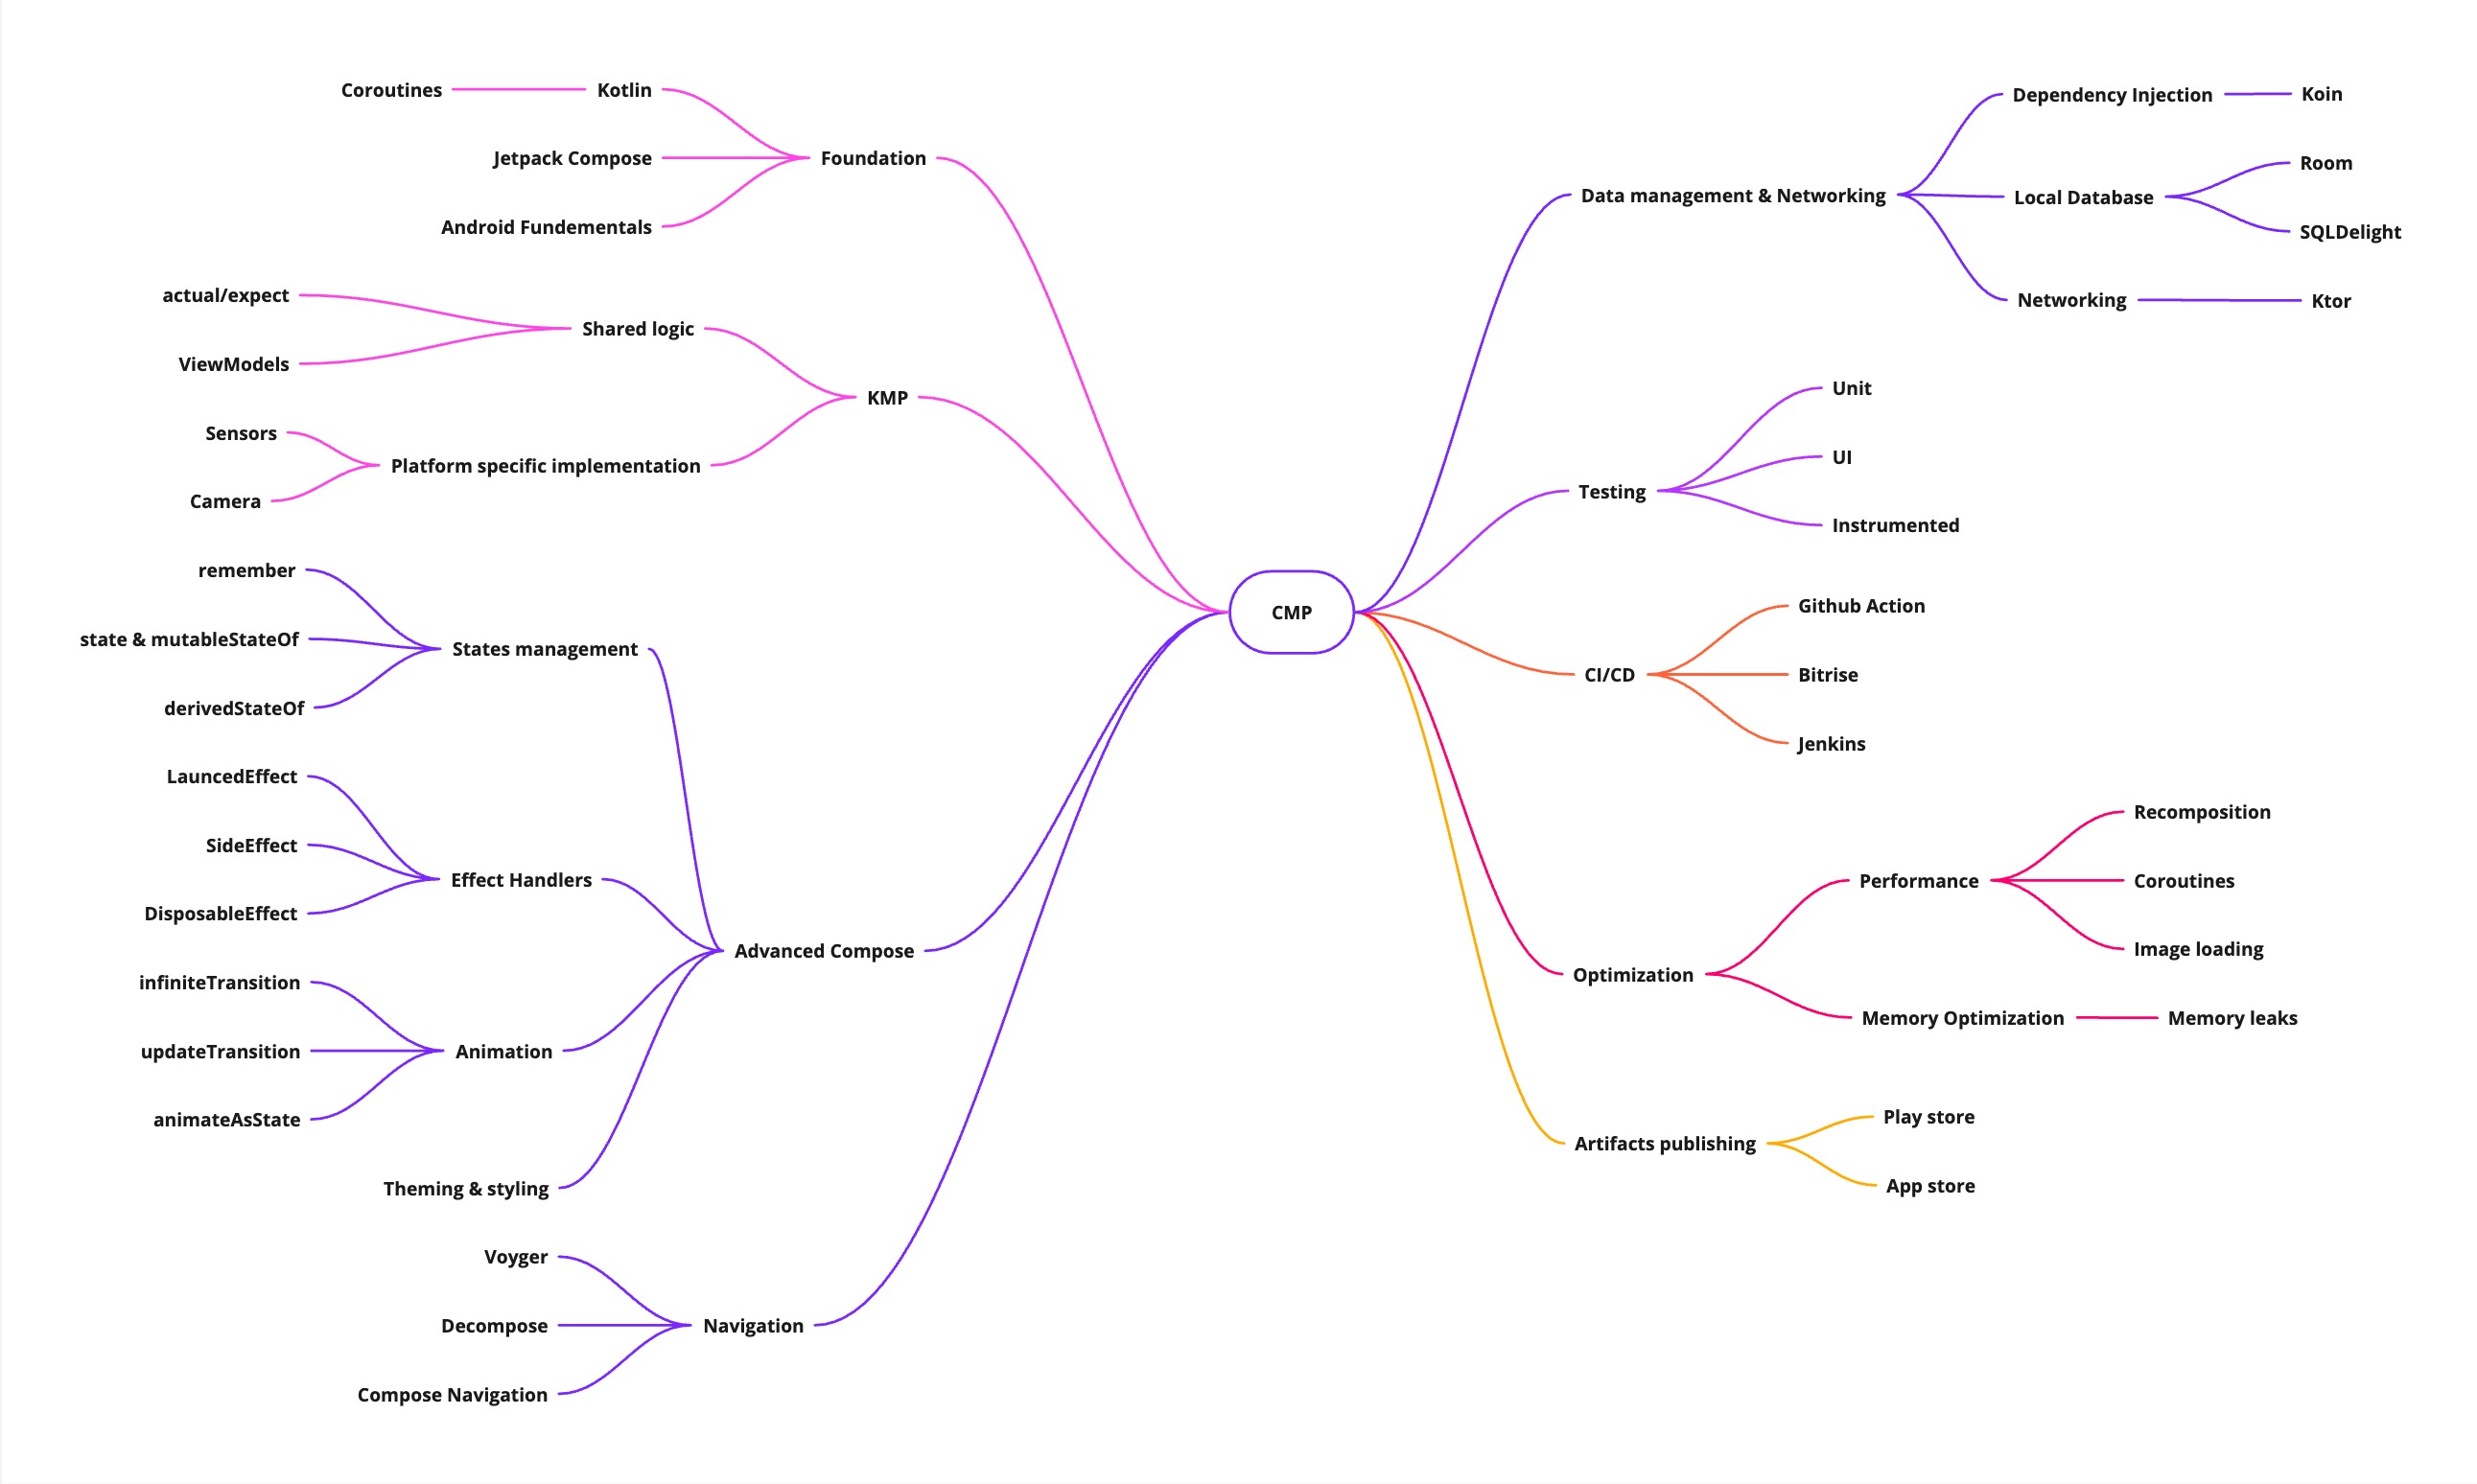 Coroutines
Kotlin
Jetpack Compose
Foundation
Android Fundementals
actual/expect
Shared logic
ViewModels
KMP
Sensors
Platform specific implementation
Camera
remember
state & mutableStateOf
States management
derivedStateOf
LauncedEffect
SideEffect
Effect Handlers
DisposableEffect
Advanced Compose
infiniteTransition
updateTransition
Animation
animateAsState
Theming & styling
Voyger
Decompose
Navigation
Compose Navigation
CMP
Dependency Injection
Koin
Data management & Networking
Local Database
Room
SQLDelight
Networking
Ktor
Unit
UI
Testing
Instrumented
Github Action
CI/CD
Bitrise
Jenkins
Recomposition
Performance
Coroutines
Image loading
Optimization
Memory Optimization
Memory leaks
Play store
Artifacts publishing
App store